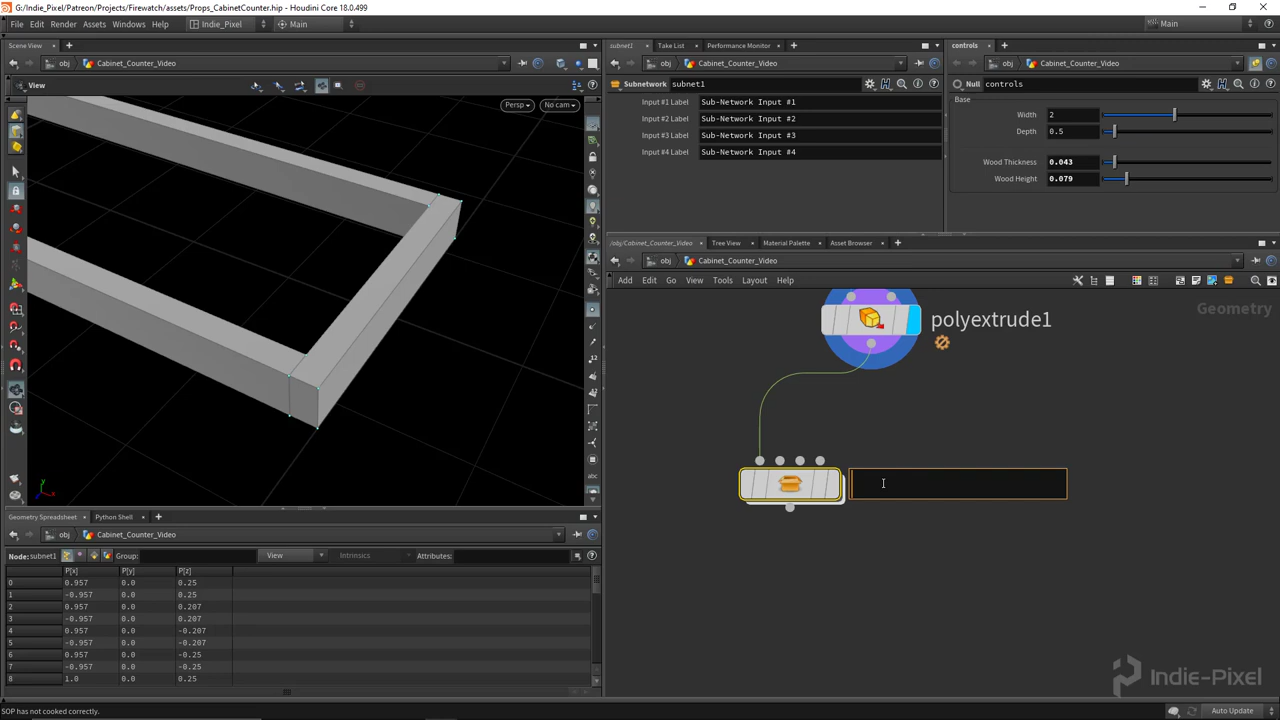 G:/Indie_Pixel/Patreon/Projects/Firewatch/assets/Props_CabinetCounter.hip - Houdini Core 18.0.499
File Edit Render Assets Windows Help Indie_Pixel Main Main
Scene View
obj Cabinet_Counter_Video
View
Persp No cam
subnet1 Take List Performance Monitor
obj Cabinet_Counter_Video
Subnetwork subnet1
Input #1 Label Sub-Network Input #1
Input #2 Label Sub-Network Input #2
Input #3 Label Sub-Network Input #3
Input #4 Label Sub-Network Input #4
controls
obj Cabinet_Counter_Video
Null controls
Base
Width 2
Depth 0.5
Wood Thickness 0.043
Wood Height 0.079
/obj/Cabinet_Counter_Video Tree View Material Palette Asset Browser
obj Cabinet_Counter_Video
Add Edit Go View Tools Layout Help
Geometry
polyextrude1
Indie-Pixel
Geometry Spreadsheet Python Shell
obj Cabinet_Counter_Video
Node: subnet1 Group: View Intrinsics Attributes:
P[x] P[y] P[z]
0 0.957 0.0 0.25
1 -0.957 0.0 0.25
2 0.957 0.0 0.207
3 -0.957 0.0 0.207
4 0.957 0.0 -0.207
5 -0.957 0.0 -0.207
6 0.957 0.0 -0.25
7 -0.957 0.0 -0.25
8 1.0 0.0 0.25
SOP has not cooked correctly.
Auto Update